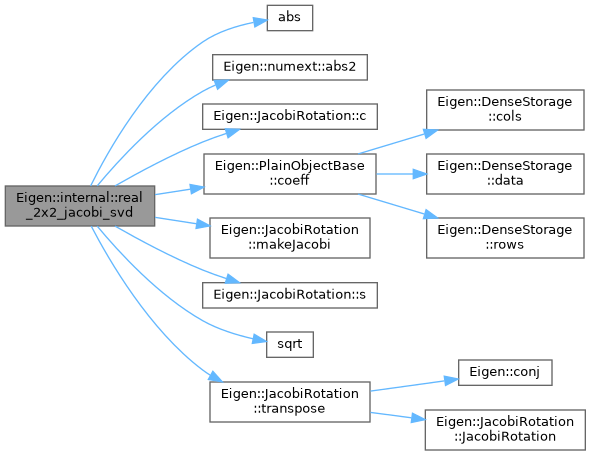 Eigen::internal::real
_2x2_jacobi_svd
abs
Eigen::numext::abs2
Eigen::JacobiRotation::c
Eigen::PlainObjectBase
::coeff
Eigen::DenseStorage
::cols
Eigen::DenseStorage
::data
Eigen::DenseStorage
::rows
Eigen::JacobiRotation
::makeJacobi
Eigen::JacobiRotation::s
sqrt
Eigen::JacobiRotation
::transpose
Eigen::conj
Eigen::JacobiRotation
::JacobiRotation